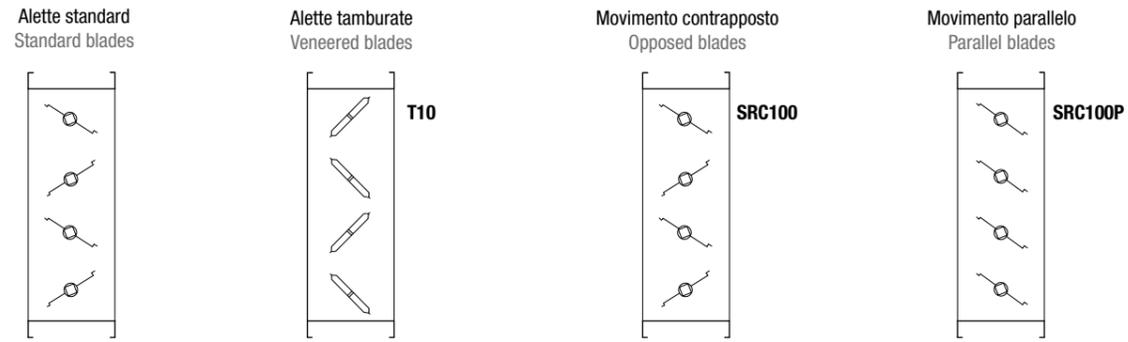 Alette standard
Standard blades
Alette tamburate
Veneered blades
T10
Movimento contrapposto
Opposed blades
SRC100
Movimento parallelo
Parallel blades
SRC100P